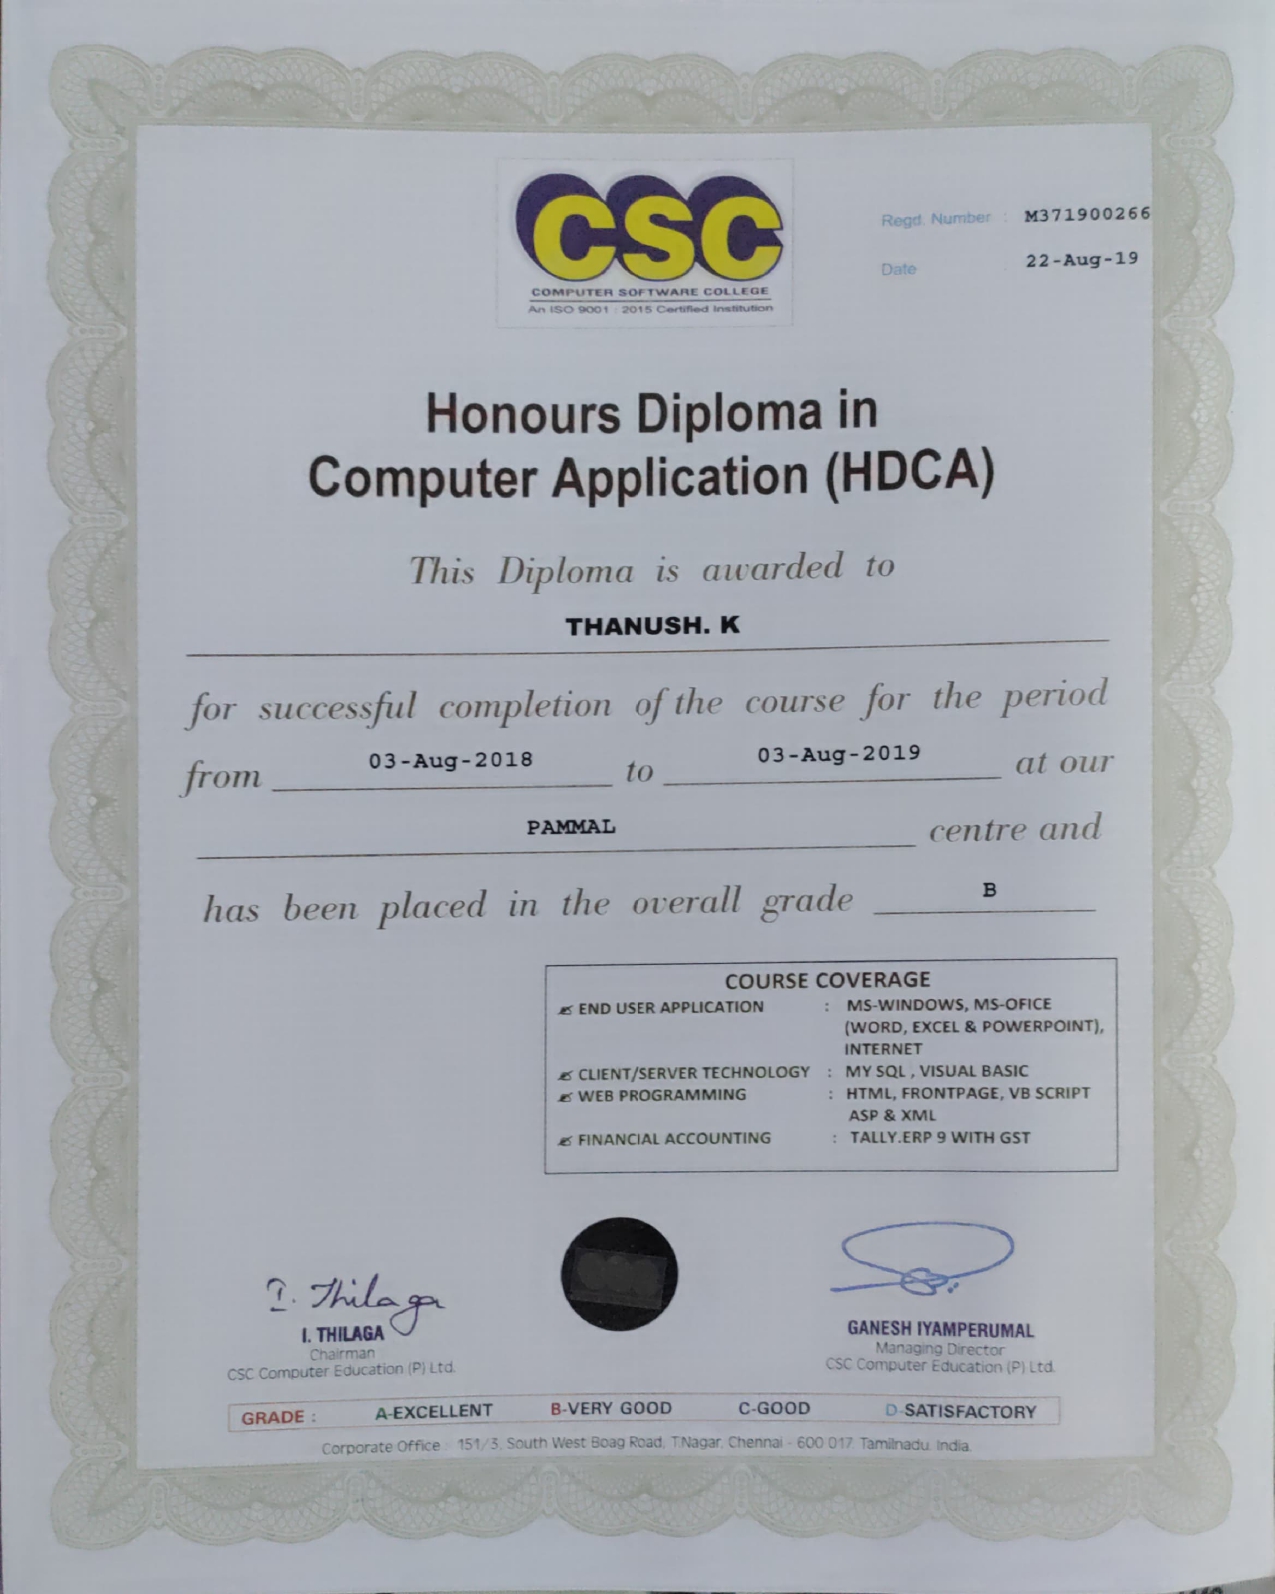 CSC
COMPUTER SOFTWARE COLLEGE
An ISO 9001 : 2015 Certified Institution
Regd. Number : M371900266
Date 22-Aug-19
Honours Diploma in
Computer Application (HDCA)
This Diploma is awarded to
THANUSH. K
for successful completion of the course for the period
from 03-Aug-2018 to 03-Aug-2019 at our
PAMMAL centre and
has been placed in the overall grade B
COURSE COVERAGE
END USER APPLICATION : MS-WINDOWS, MS-OFICE
(WORD, EXCEL & POWERPOINT),
INTERNET
CLIENT/SERVER TECHNOLOGY : MY SQL , VISUAL BASIC
WEB PROGRAMMING : HTML, FRONTPAGE, VB SCRIPT
ASP & XML
FINANCIAL ACCOUNTING : TALLY.ERP 9 WITH GST
I. Thilaga
I. THILAGA
Chairman
CSC Computer Education (P) Ltd.
GANESH IYAMPERUMAL
Managing Director
CSC Computer Education (P) Ltd.
GRADE : A-EXCELLENT B-VERY GOOD C-GOOD D-SATISFACTORY
Corporate Office : 151/3, South West Boag Road, T.Nagar, Chennai - 600 017. Tamilnadu. India.